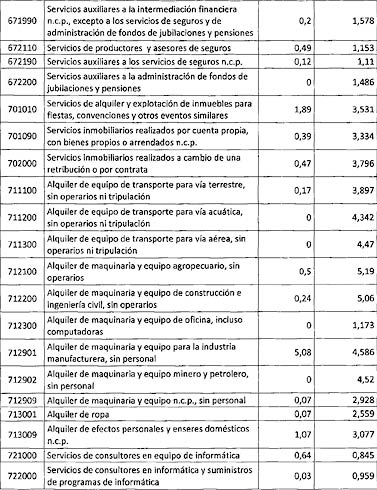 671990 Servicios auxiliares a la intermediación financiera
n.c.p., excepto a los servicios de seguros y de
administración de fondos de jubilaciones y pensiones 0,2 1,578
672110 Servicios de productores y asesores de seguros 0,49 1,153
672190 Servicios auxiliares a los servicios de seguros n.c.p. 0,12 1,11
672200 Servicios auxiliares a la administración de fondos de
jubilaciones y pensiones 0 1,486
701010 Servicios de alquiler y explotación de inmuebles para
fiestas, convenciones y otros eventos similares 1,89 3,531
701090 Servicios inmobiliarios realizados por cuenta propia,
con bienes propios o arrendados n.c.p. 0,39 3,334
702000 Servicios inmobiliarios realizados a cambio de una
retribución o por contrata 0,47 3,796
711100 Alquiler de equipo de transporte para vía terrestre,
sin operarios ni tripulación 0,17 3,897
711200 Alquiler de equipo de transporte para vía acuática,
sin operarios ni tripulación 0 4,342
711300 Alquiler de equipo de transporte para vía aérea, sin
operarios ni tripulación 0 4,47
712100 Alquiler de maquinaria y equipo agropecuario, sin
operarios 0,5 5,19
712200 Alquiler de maquinaria y equipo de construcción e
ingeniería civil, sin operarios 0,24 5,06
712300 Alquiler de maquinaria y equipo de oficina, incluso
computadoras 0 1,173
712901 Alquiler de maquinaria y equipo para la industria
manufacturera, sin personal 5,08 4,586
712902 Alquiler de maquinaria y equipo minero y petrolero,
sin personal 0 4,52
712909 Alquiler de maquinaria y equipo n.c.p., sin personal 0,07 2,928
713001 Alquiler de ropa 0,07 2,559
713009 Alquiler de efectos personales y enseres domésticos
n.c.p. 1,07 3,077
721000 Servicios de consultores en equipo de informática 0,64 0,845
722000 Servicios de consultores en informática y suministros
de programas de informática 0,03 0,959